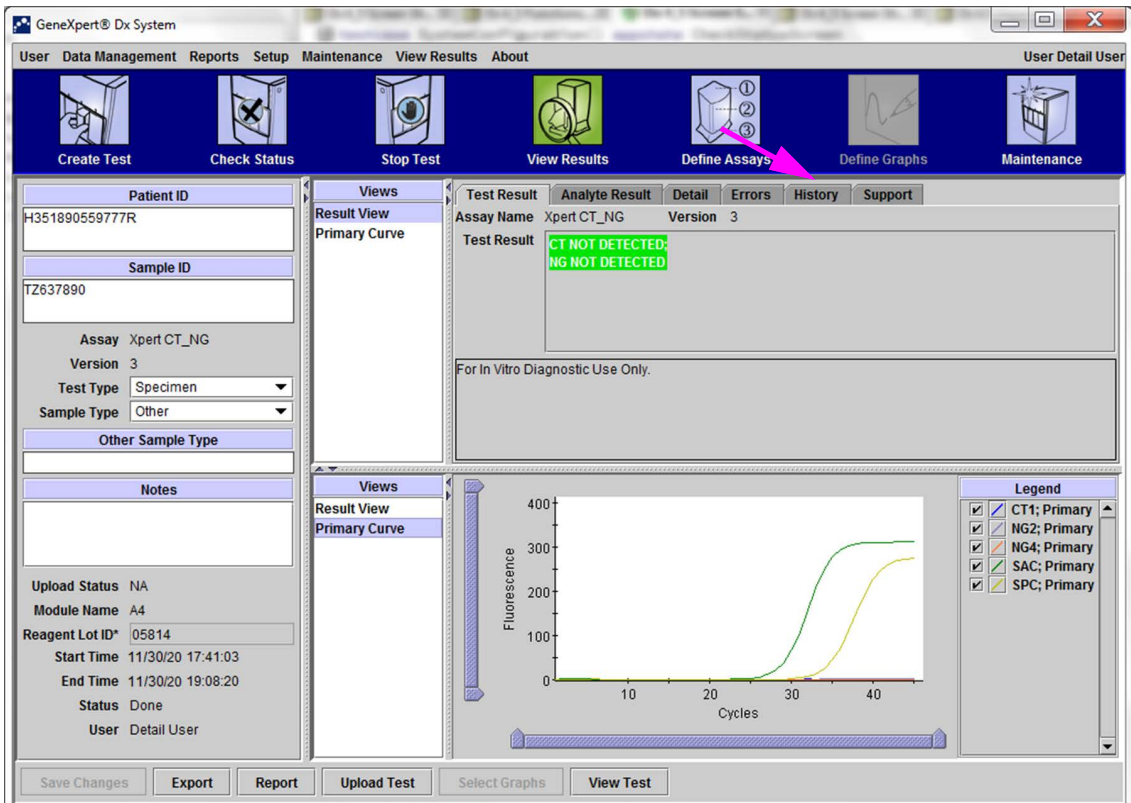 GeneXpert® Dx System
User Data Management Reports Setup Maintenance View Results About User Detail User
Create Test Check Status Stop Test View Results Define Assays Define Graphs Maintenance
Patient ID
H351890559777R
Sample ID
TZ637890
Assay Xpert CT_NG
Version 3
Test Type Specimen
Sample Type Other
Other Sample Type
Notes
Upload Status NA
Module Name A4
Reagent Lot ID* 05814
Start Time 11/30/20 17:41:03
End Time 11/30/20 19:08:20
Status Done
User Detail User
Views
Result View
Primary Curve
Test Result Analyte Result Detail Errors History Support
Assay Name Xpert CT_NG Version 3
Test Result
CT NOT DETECTED;
NG NOT DETECTED
For In Vitro Diagnostic Use Only.
Views
Result View
Primary Curve
400
300
200
100
0
10 20 30 40
Fluorescence
Cycles
Legend
CT1; Primary
NG2; Primary
NG4; Primary
SAC; Primary
SPC; Primary
Save Changes Export Report Upload Test Select Graphs View Test